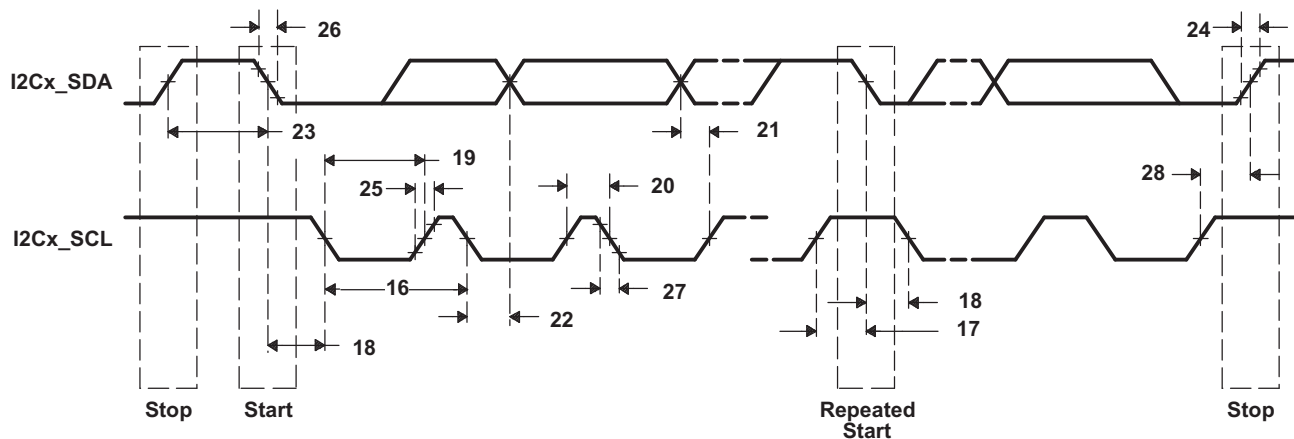 26
24
I2Cx_SDA
23
21
19
25
20
28
I2Cx_SCL
16
27
18
22
18
17
Stop
Start
Repeated
Start
Stop